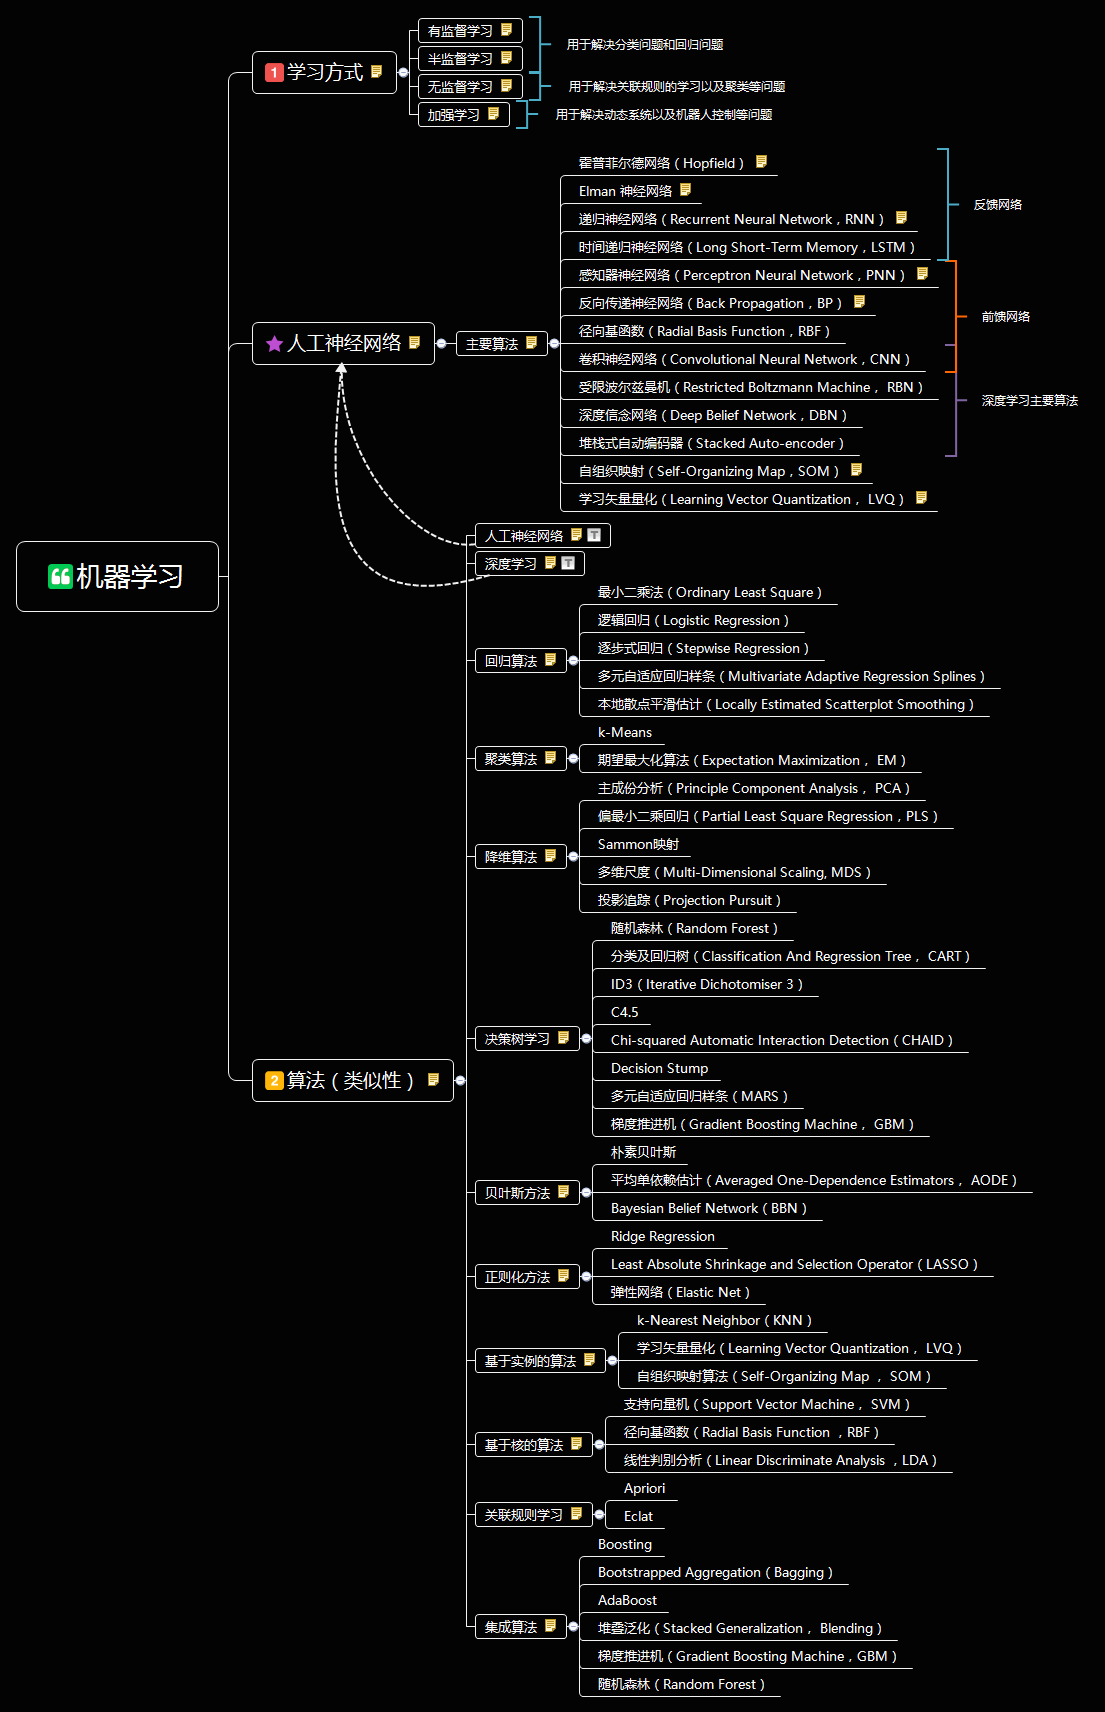 机器学习
1 学习方式
有监督学习
半监督学习
用于解决分类问题和回归问题
无监督学习
用于解决关联规则的学习以及聚类等问题
加强学习
用于解决动态系统以及机器人控制等问题
人工神经网络
主要算法
霍普菲尔德网络（Hopfield）
Elman 神经网络
递归神经网络（Recurrent Neural Network，RNN）
时间递归神经网络（Long Short-Term Memory，LSTM）
反馈网络
感知器神经网络（Perceptron Neural Network，PNN）
反向传递神经网络（Back Propagation，BP）
径向基函数（Radial Basis Function，RBF）
卷积神经网络（Convolutional Neural Network，CNN）
前馈网络
受限波尔兹曼机（Restricted Boltzmann Machine， RBN）
深度信念网络（Deep Belief Network，DBN）
堆栈式自动编码器（Stacked Auto-encoder）
深度学习主要算法
自组织映射（Self-Organizing Map，SOM）
学习矢量量化（Learning Vector Quantization， LVQ）
2 算法（类似性）
人工神经网络 T
深度学习 T
回归算法
最小二乘法（Ordinary Least Square）
逻辑回归（Logistic Regression）
逐步式回归（Stepwise Regression）
多元自适应回归样条（Multivariate Adaptive Regression Splines）
本地散点平滑估计（Locally Estimated Scatterplot Smoothing）
聚类算法
k-Means
期望最大化算法（Expectation Maximization， EM）
降维算法
主成份分析（Principle Component Analysis， PCA）
偏最小二乘回归（Partial Least Square Regression，PLS）
Sammon映射
多维尺度（Multi-Dimensional Scaling, MDS）
投影追踪（Projection Pursuit）
决策树学习
随机森林（Random Forest）
分类及回归树（Classification And Regression Tree， CART）
ID3（Iterative Dichotomiser 3）
C4.5
Chi-squared Automatic Interaction Detection（CHAID）
Decision Stump
多元自适应回归样条（MARS）
梯度推进机（Gradient Boosting Machine， GBM）
贝叶斯方法
朴素贝叶斯
平均单依赖估计（Averaged One-Dependence Estimators， AODE）
Bayesian Belief Network（BBN）
正则化方法
Ridge Regression
Least Absolute Shrinkage and Selection Operator（LASSO）
弹性网络（Elastic Net）
基于实例的算法
k-Nearest Neighbor（KNN）
学习矢量量化（Learning Vector Quantization， LVQ）
自组织映射算法（Self-Organizing Map ， SOM）
基于核的算法
支持向量机（Support Vector Machine， SVM）
径向基函数（Radial Basis Function ，RBF）
线性判别分析（Linear Discriminate Analysis ，LDA）
关联规则学习
Apriori
Eclat
集成算法
Boosting
Bootstrapped Aggregation（Bagging）
AdaBoost
堆叠泛化（Stacked Generalization， Blending）
梯度推进机（Gradient Boosting Machine，GBM）
随机森林（Random Forest）